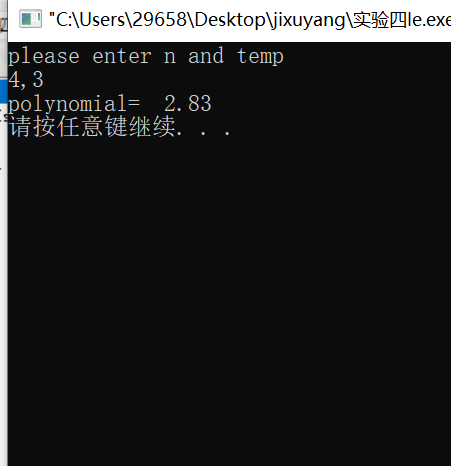 "C:\Users\29658\Desktop\jixuyang\实验四le.exe
please enter n and temp
4,3
polynomial=  2.83
请按任意键继续. . .